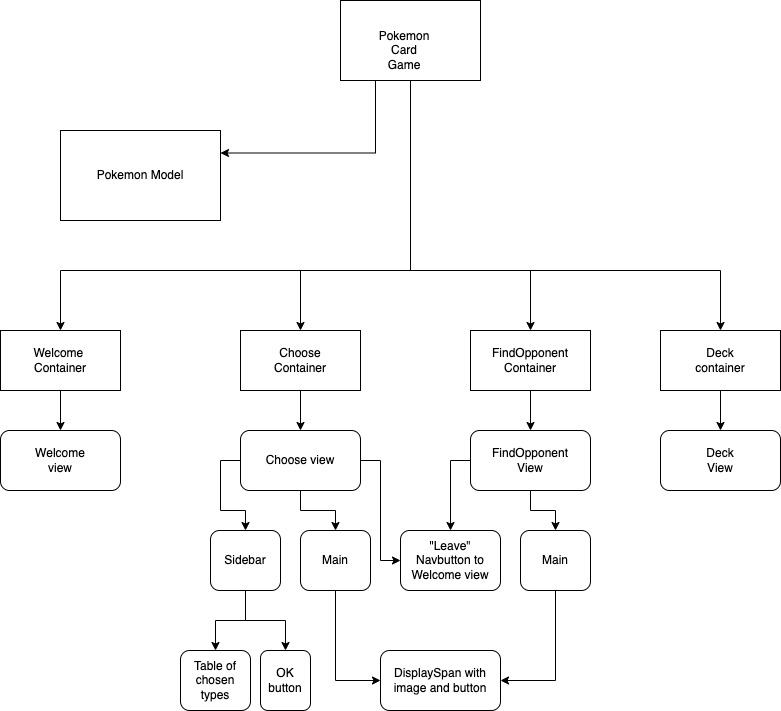 Pokemon
Card
Game
Pokemon Model
Welcome
Container
Choose
Container
FindOpponent
Container
Deck
container
Welcome
view
Choose view
FindOpponent
View
Deck
View
Sidebar
Main
"Leave"
Navbutton to
Welcome view
Main
Table of
chosen
types
OK
button
DisplaySpan with
image and button